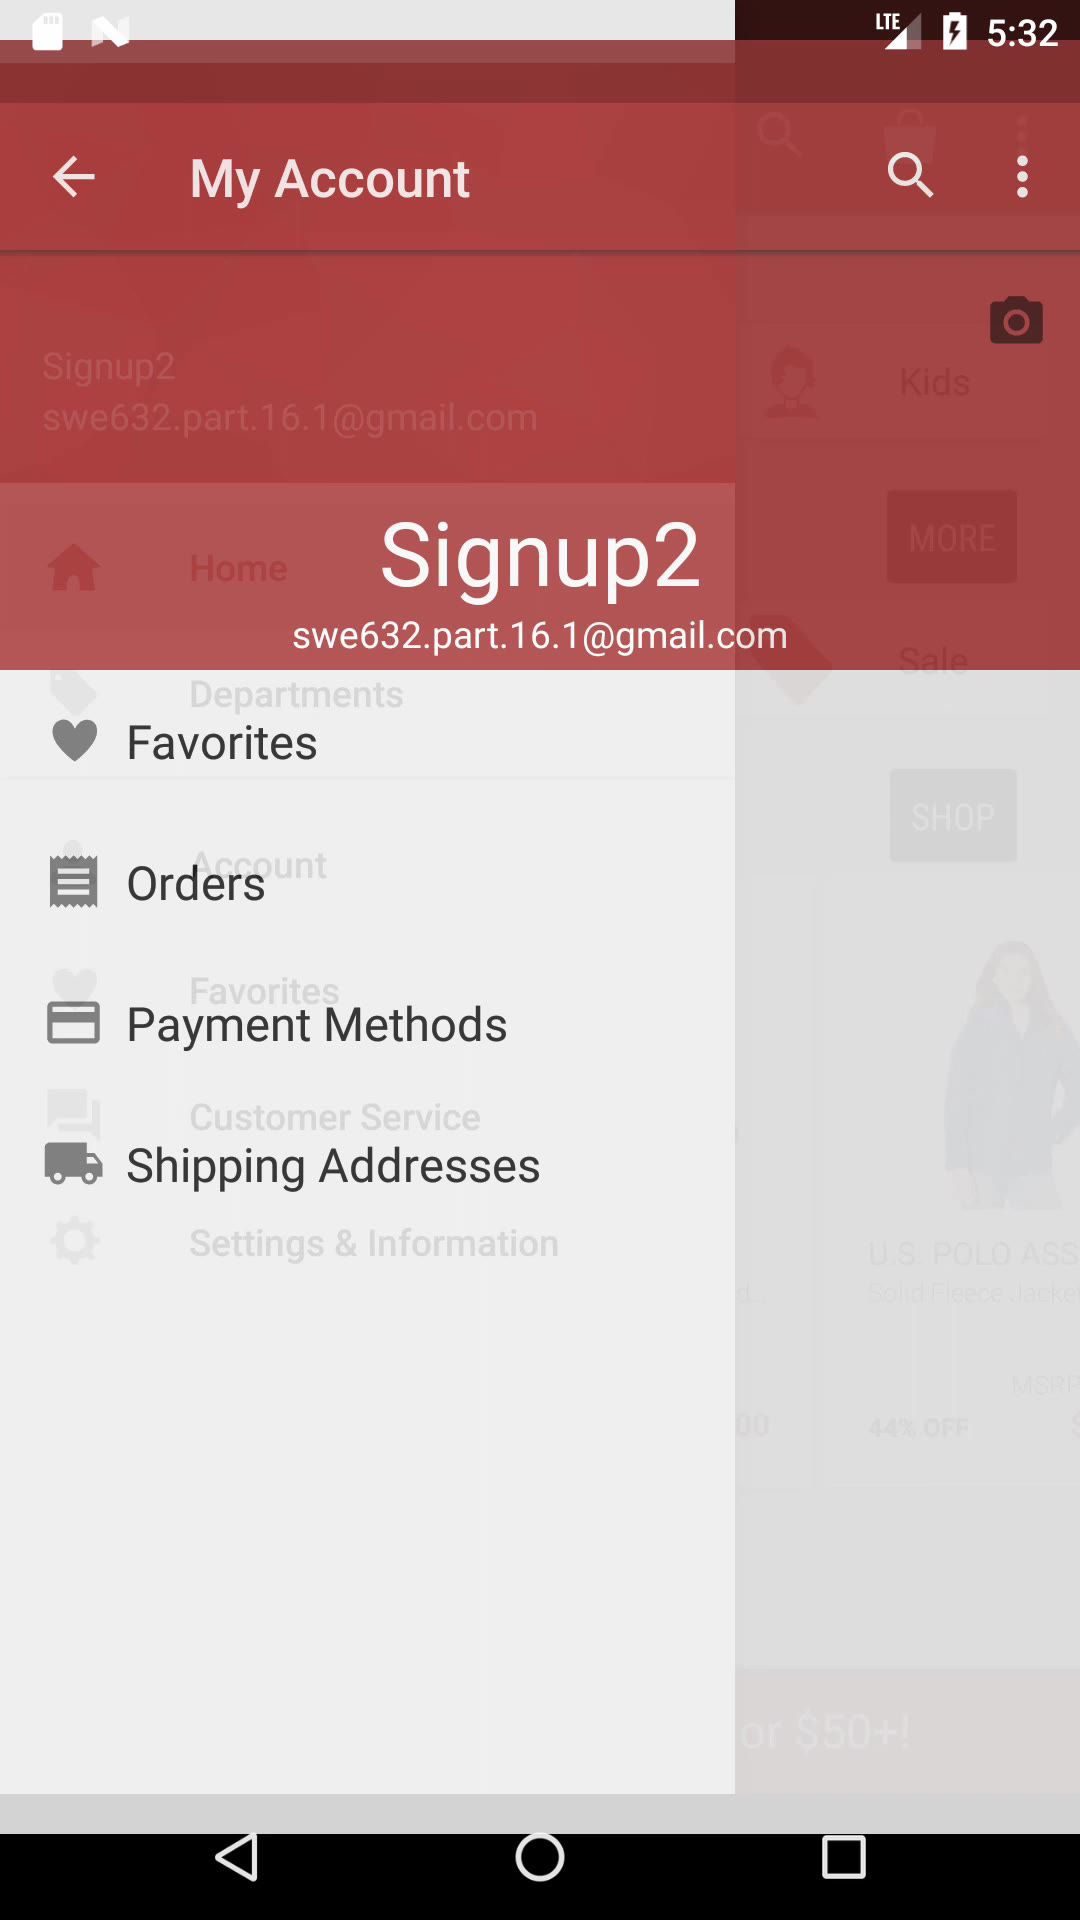 LTE 5:32
My Account
Signup2
swe632.part.16.1@gmail.com
Kids
MORE
Signup2
Home
swe632.part.16.1@gmail.com
Sale
Departments
Favorites
SHOP
Account
Orders
Favorites
Payment Methods
Customer Service
Shipping Addresses
Settings & Information
U.S. POLO ASS
d...
Solid Fleece Jacke
MSRP
00
44% OFF
$
or $50+!